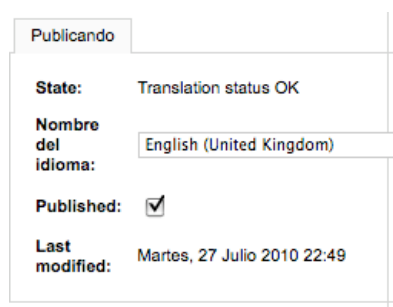 Publicando
State: Translation status OK
Nombre
del
idioma: English (United Kingdom)
Published:
Last
modified: Martes, 27 Julio 2010 22:49